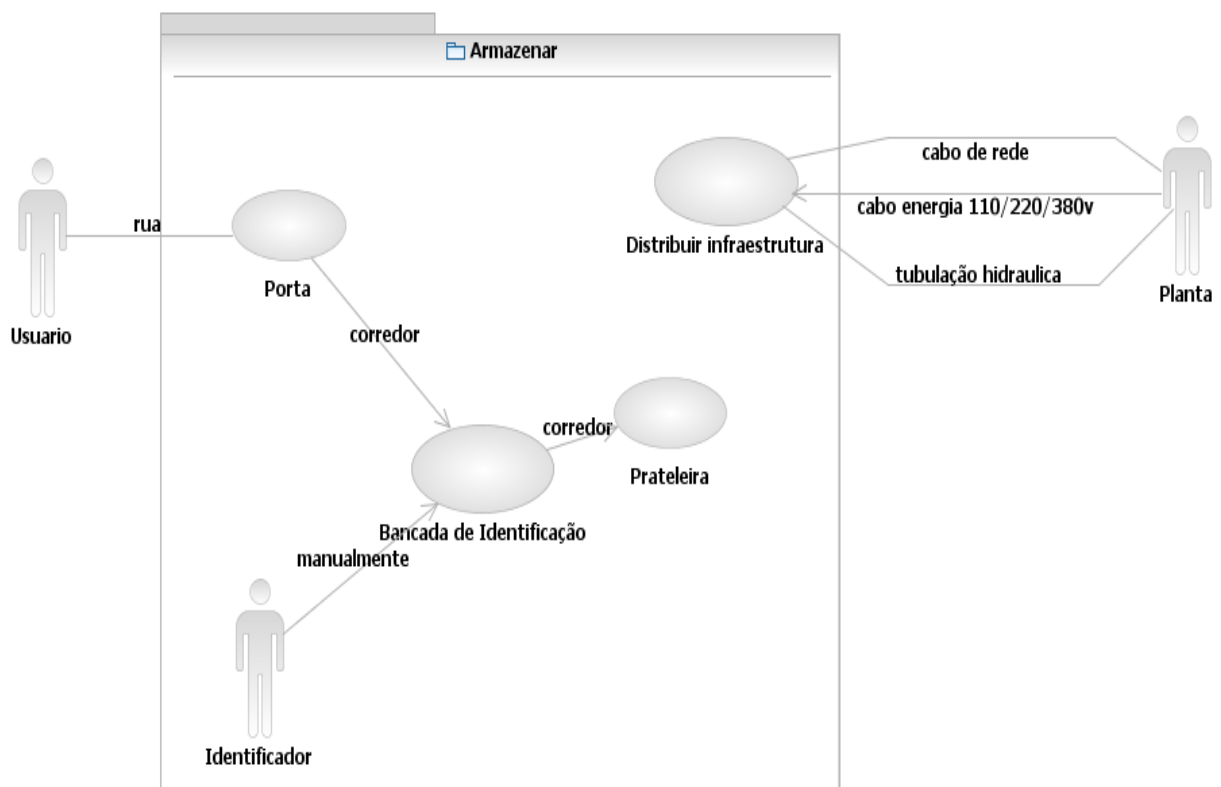 Armazenar
cabo de rede
cabo energia 110/220/380v
rua
Distribuir infraestrutura
tubulação hidraulica
Porta
Planta
Usuario
corredor
corredor
Prateleira
Bancada de Identificação
manualmente
Identificador